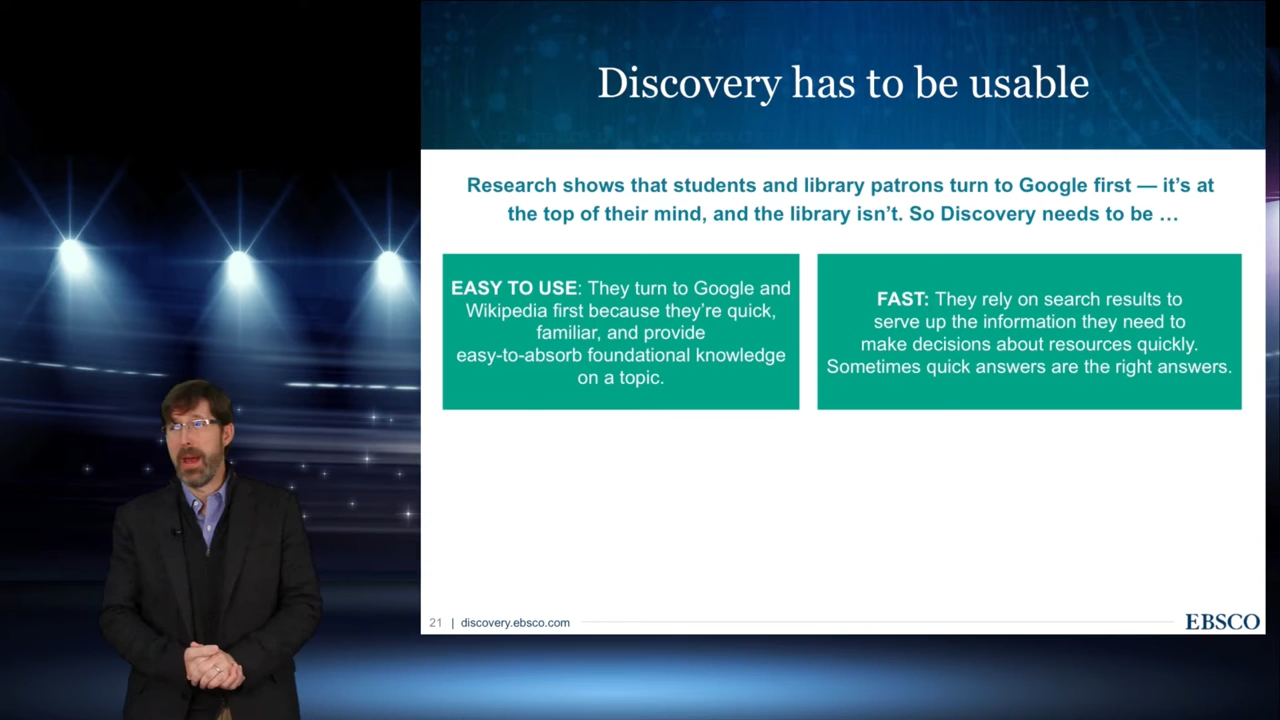 Discovery has to be usable
Research shows that students and library patrons turn to Google first — it’s at
the top of their mind, and the library isn’t. So Discovery needs to be …
EASY TO USE: They turn to Google and
Wikipedia first because they’re quick,
familiar, and provide
easy-to-absorb foundational knowledge
on a topic.
FAST: They rely on search results to
serve up the information they need to
make decisions about resources quickly.
Sometimes quick answers are the right answers.
21 | discovery.ebsco.com
EBSCO